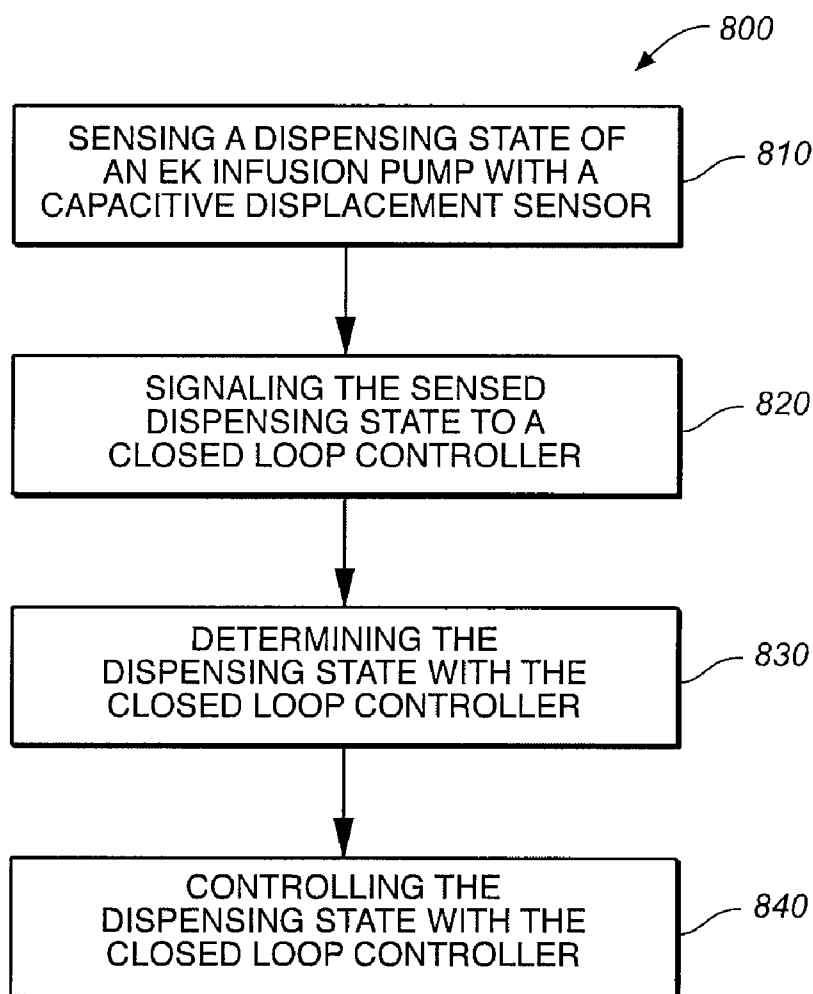 800
SENSING A DISPENSING STATE OF
AN EK INFUSION PUMP WITH A
CAPACITIVE DISPLACEMENT SENSOR
810
SIGNALING THE SENSED
DISPENSING STATE TO A
CLOSED LOOP CONTROLLER
820
DETERMINING THE
DISPENSING STATE WITH THE
CLOSED LOOP CONTROLLER
830
CONTROLLING THE
DISPENSING STATE WITH THE
CLOSED LOOP CONTROLLER
840